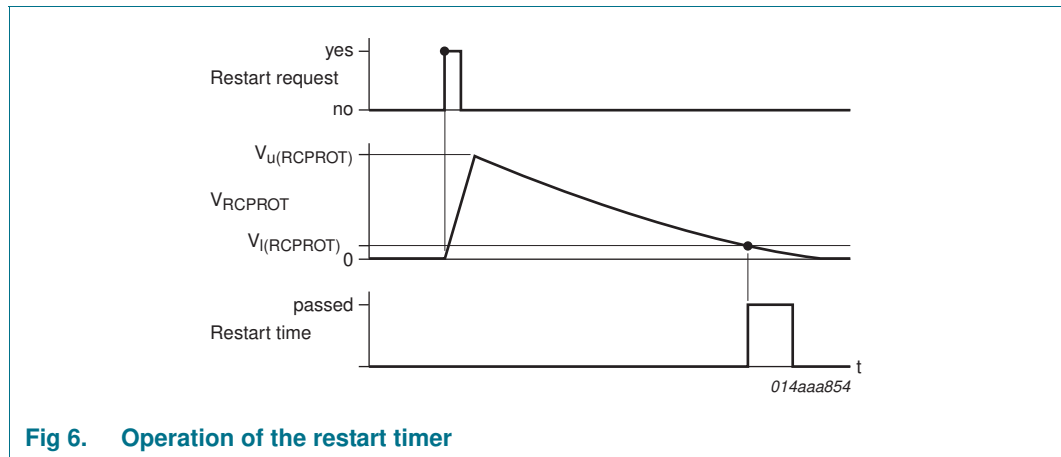 yes
Restart request
no
Vu(RCPROT)
VRCPROT
Vl(RCPROT)
0
passed
Restart time
t
014aaa854
Fig 6. Operation of the restart timer